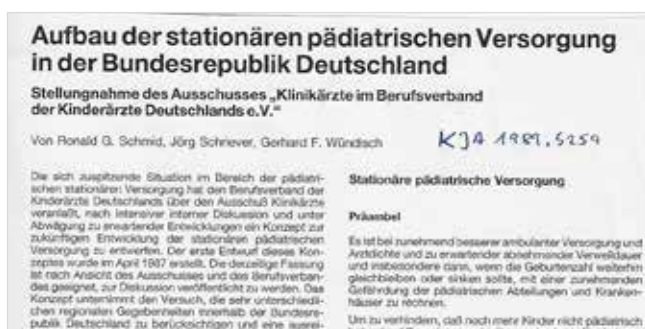 Aufbau der stationären pädiatrischen Versorgung
in der Bundesrepublik Deutschland
Stellungnahme des Ausschusses „Klinikärzte im Berufsverband
der Kinderärzte Deutschlands e.V.“
Von Ronald G. Schmid, Jörg Schriever, Gerhard F. Wündisch
KJA 1989, S259
Die sich zuspitzende Situation im Bereich der pädiatri-
schen stationären Versorgung hat den Berufsverband der
Kinderärzte Deutschlands über den Ausschuß Klinikärzte
veranlaßt, nach intensiver interner Diskussion und unter
Abwägung zu erwartender Entwicklungen ein Konzept zur
zukünftigen Entwicklung der stationären pädiatrischen
Versorgung zu entwerfen. Der erste Entwurf dieses Kon-
zeptes wurde im April 1987 erstellt. Die derzeitige Fassung
ist nach Ansicht des Ausschusses und des Berufsverban-
des geeignet, zur Diskussion veröffentlicht zu werden. Das
Konzept unternimmt den Versuch, die sehr unterschiedli-
chen regionalen Gegebenheiten innerhalb der Bundesre-
publik Deutschland zu berücksichtigen und eine ausrei-
Stationäre pädiatrische Versorgung
Präambel
Es ist bei zunehmend besserer ambulanter Versorgung und
Arztdichte und zu erwartender abnehmender Verweildauer
und insbesondere dann, wenn die Geburtenzahl weiterhin
gleichbleiben oder sinken sollte, mit einer zunehmenden
Gefährdung der pädiatrischen Abteilungen und Kranken-
häuser zu rechnen.
Um zu verhindern, daß noch mehr Kinder nicht pädiatrisch